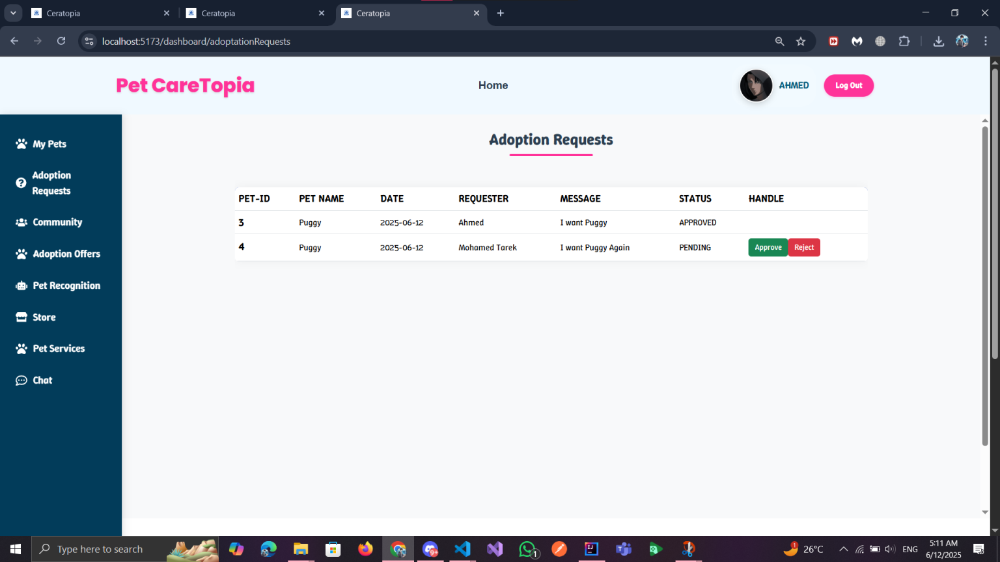 Ceratopia
Ceratopia
Ceratopia
localhost:5173/dashboard/adoptationRequests
Pet CareTopia
Home
AHMED
Log Out
My Pets
Adoption
Requests
Community
Adoption Offers
Pet Recognition
Store
Pet Services
Chat
Adoption Requests
PET-ID PET NAME DATE REQUESTER MESSAGE STATUS HANDLE
3 Puggy 2025-06-12 Ahmed I want Puggy APPROVED
4 Puggy 2025-06-12 Mohamed Tarek I want Puggy Again PENDING Approve Reject
Type here to search
9+
1
1
26°C
ENG
5:11 AM
6/12/2025